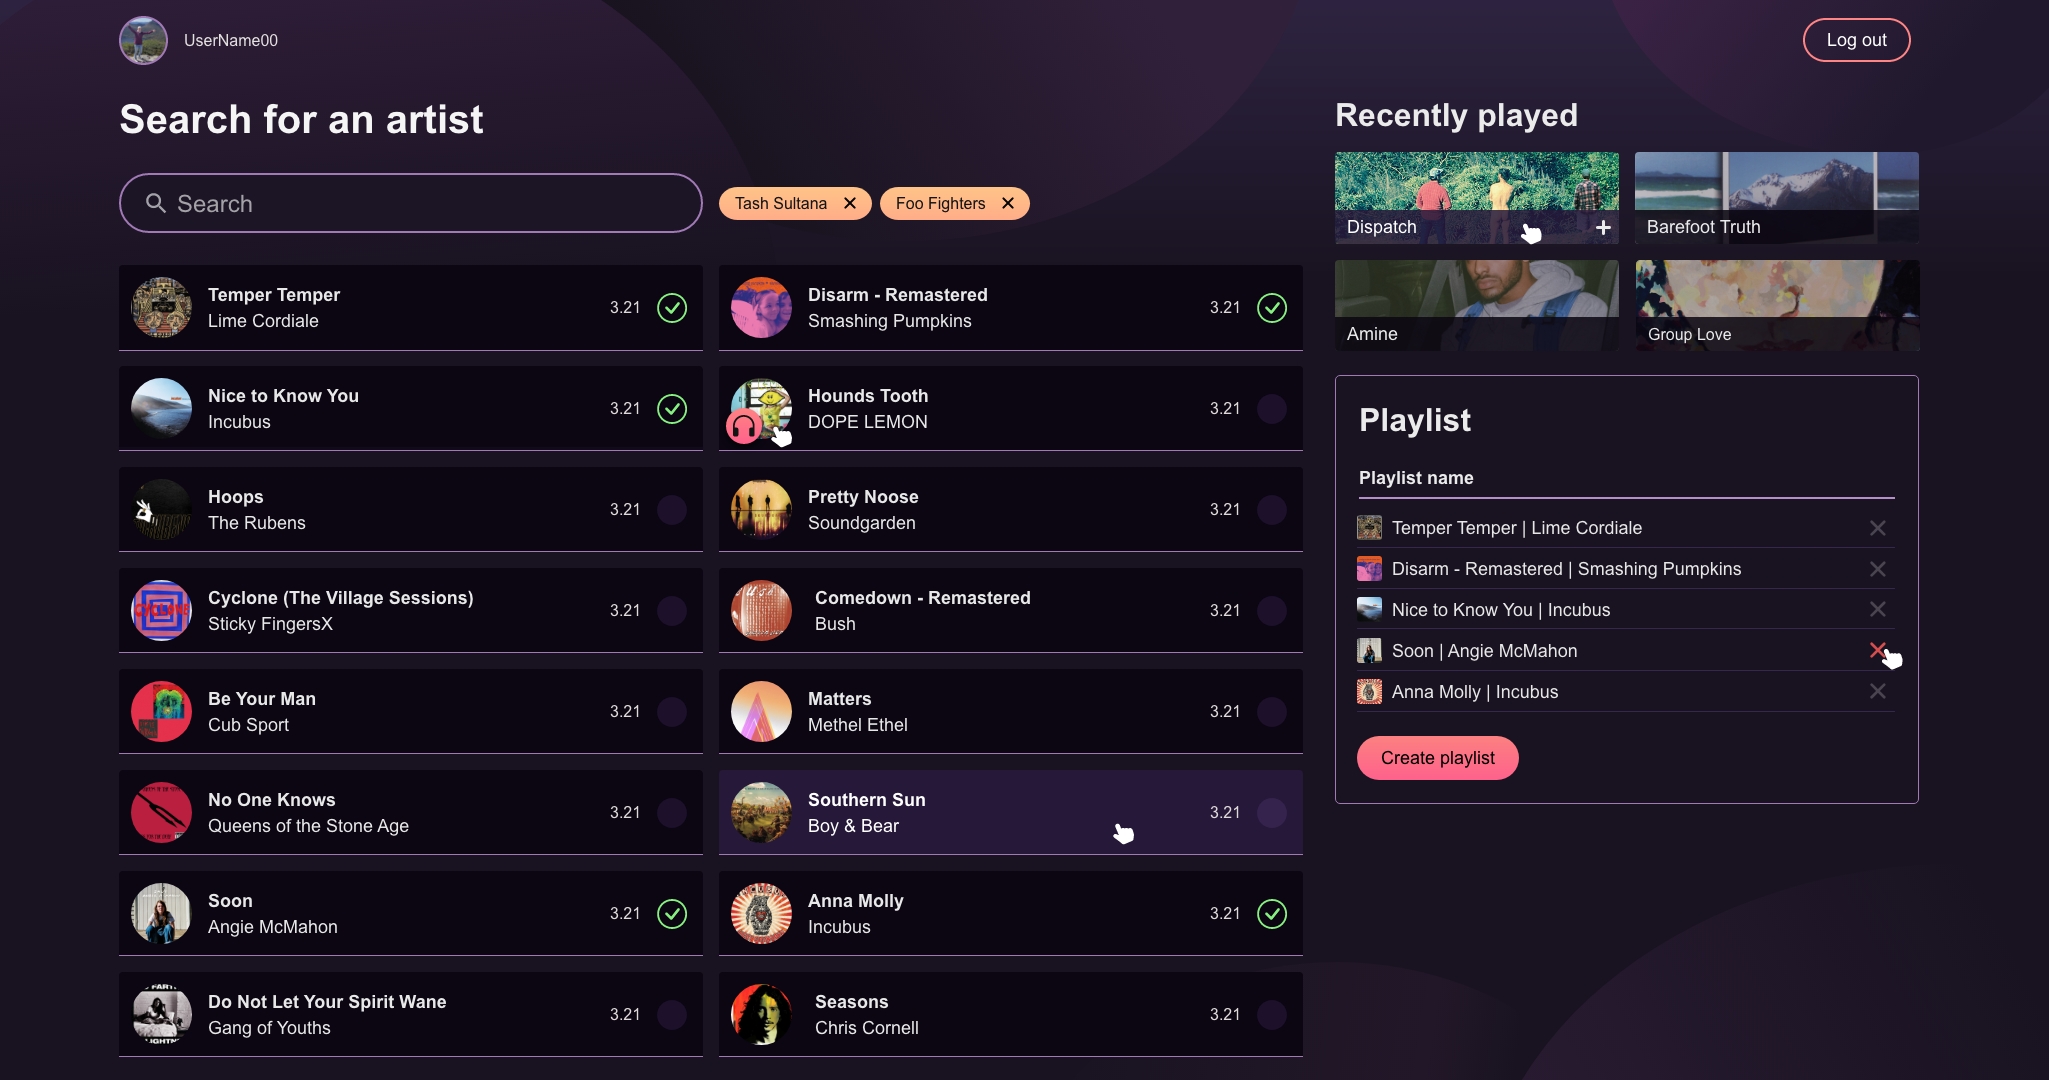 UserName00
Log out
Search for an artist
Search
Tash Sultana
Foo Fighters
Temper Temper
Lime Cordiale
3.21
Disarm - Remastered
Smashing Pumpkins
3.21
Nice to Know You
Incubus
3.21
Hounds Tooth
DOPE LEMON
3.21
Hoops
The Rubens
3.21
Pretty Noose
Soundgarden
3.21
CYCLONE
Cyclone (The Village Sessions)
Sticky FingersX
3.21
Comedown - Remastered
Bush
3.21
Be Your Man
Cub Sport
3.21
Matters
Methel Ethel
3.21
No One Knows
Queens of the Stone Age
3.21
Southern Sun
Boy & Bear
3.21
Soon
Angie McMahon
3.21
Anna Molly
Incubus
3.21
Do Not Let Your Spirit Wane
Gang of Youths
3.21
Seasons
Chris Cornell
3.21
Recently played
Dispatch
Barefoot Truth
Amine
Group Love
Playlist
Playlist name
Temper Temper | Lime Cordiale
Disarm - Remastered | Smashing Pumpkins
Nice to Know You | Incubus
Soon | Angie McMahon
Anna Molly | Incubus
Create playlist